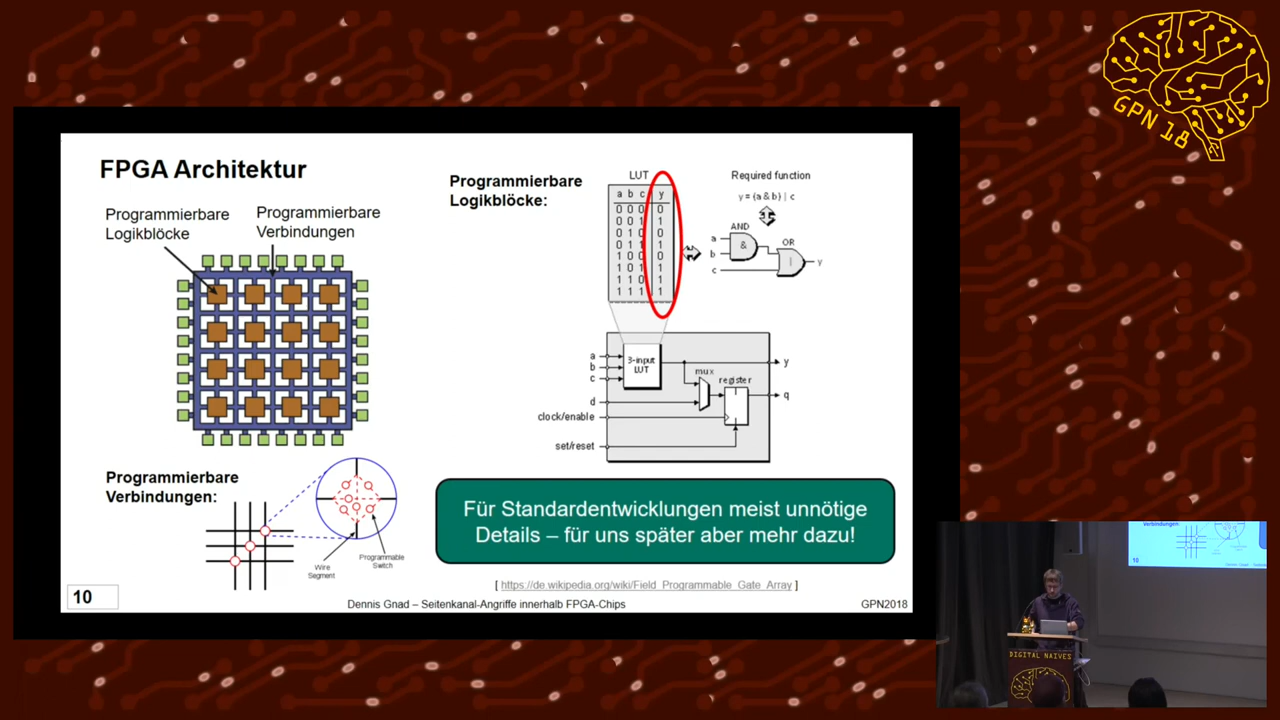 GPN 18
FPGA Architektur
Programmierbare
Logikblöcke
Programmierbare
Verbindungen
Programmierbare
Verbindungen:
Wire
Segment
Programmable
Switch
Programmierbare
Logikblöcke:
LUT
a b c y
0 0 0 0
0 0 1 1
0 1 0 0
0 1 1 1
1 0 0 0
1 0 1 1
1 1 0 1
1 1 1 1
Required function
y = (a & b) | c
AND
OR
a
b
c
&
|
y
a
b
c
3-input
LUT
mux
register
y
q
d
clock/enable
set/reset
Für Standardentwicklungen meist unnötige
Details – für uns später aber mehr dazu!
[ https://de.wikipedia.org/wiki/Field_Programmable_Gate_Array ]
10
Dennis Gnad – Seitenkanal-Angriffe innerhalb FPGA-Chips
GPN2018
Verbindungen
10
DIGITAL NAIVES